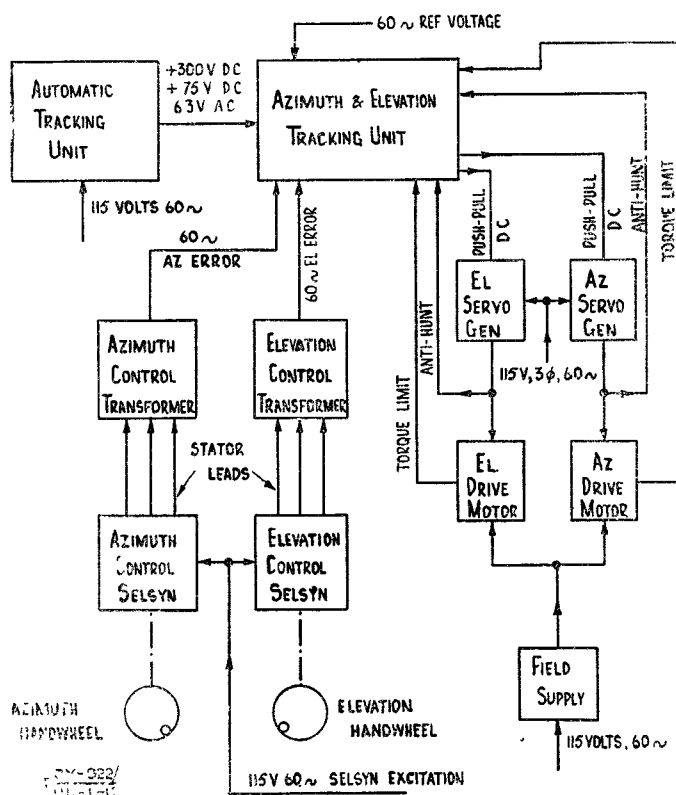 60 ~ REF VOLTAGE
AUTOMATIC
TRACKING
UNIT
+300V DC
+75V DC
63V AC
AZIMUTH & ELEVATION
TRACKING UNIT
115 VOLTS 60~
60~
AZ ERROR
60~ EL ERROR
TORQUE LIMIT
ANTI-HUNT
PUSH-PULL
DC
PUSH-PULL
DC
ANTI-HUNT
TORQUE LIMIT
EL
SERVO
GEN
AZ
SERVO
GEN
115V, 3ø, 60~
AZIMUTH
CONTROL
TRANSFORMER
ELEVATION
CONTROL
TRANSFORMER
STATOR
LEADS
EL.
DRIVE
MOTOR
AZ
DRIVE
MOTOR
AZIMUTH
CONTROL
SELSYN
ELEVATION
CONTROL
SELSYN
FIELD
SUPPLY
AZIMUTH
HANDWHEEL
ELEVATION
HANDWHEEL
115 VOLTS, 60~
115V 60~ SELSYN EXCITATION